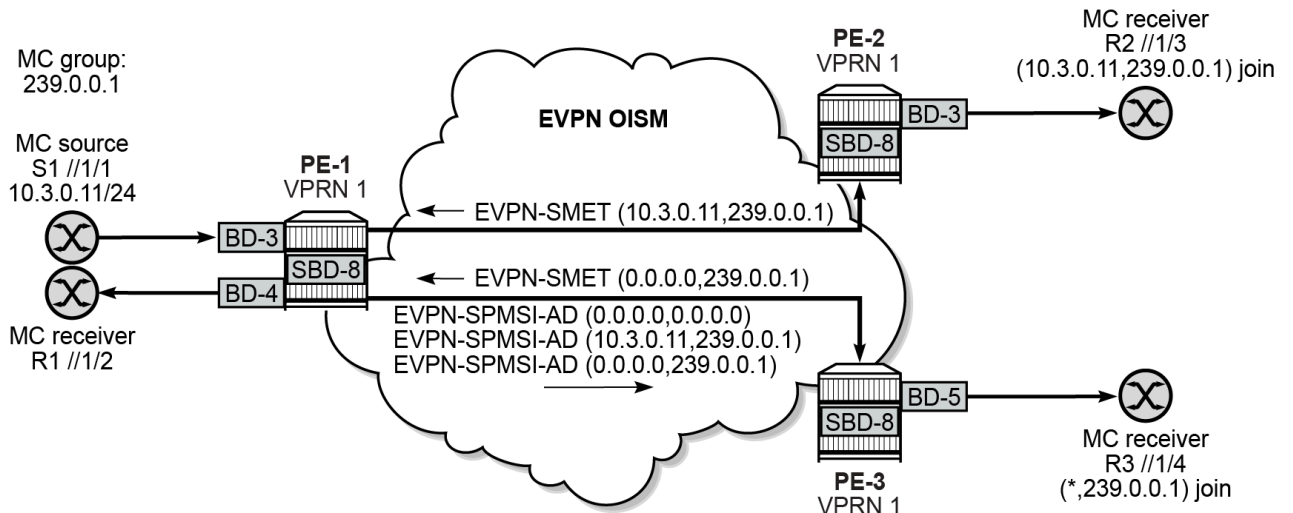 MC group:
239.0.0.1
MC source
S1 //1/1
10.3.0.11/24
BD-3
BD-4
MC receiver
R1 //1/2
PE-1
VPRN 1
SBD-8
EVPN OISM
EVPN-SMET (10.3.0.11,239.0.0.1)
EVPN-SMET (0.0.0.0,239.0.0.1)
EVPN-SPMSI-AD (0.0.0.0,0.0.0.0)
EVPN-SPMSI-AD (10.3.0.11,239.0.0.1)
EVPN-SPMSI-AD (0.0.0.0,239.0.0.1)
PE-2
VPRN 1
BD-3
SBD-8
MC receiver
R2 //1/3
(10.3.0.11,239.0.0.1) join
BD-5
SBD-8
PE-3
VPRN 1
MC receiver
R3 //1/4
(*,239.0.0.1) join